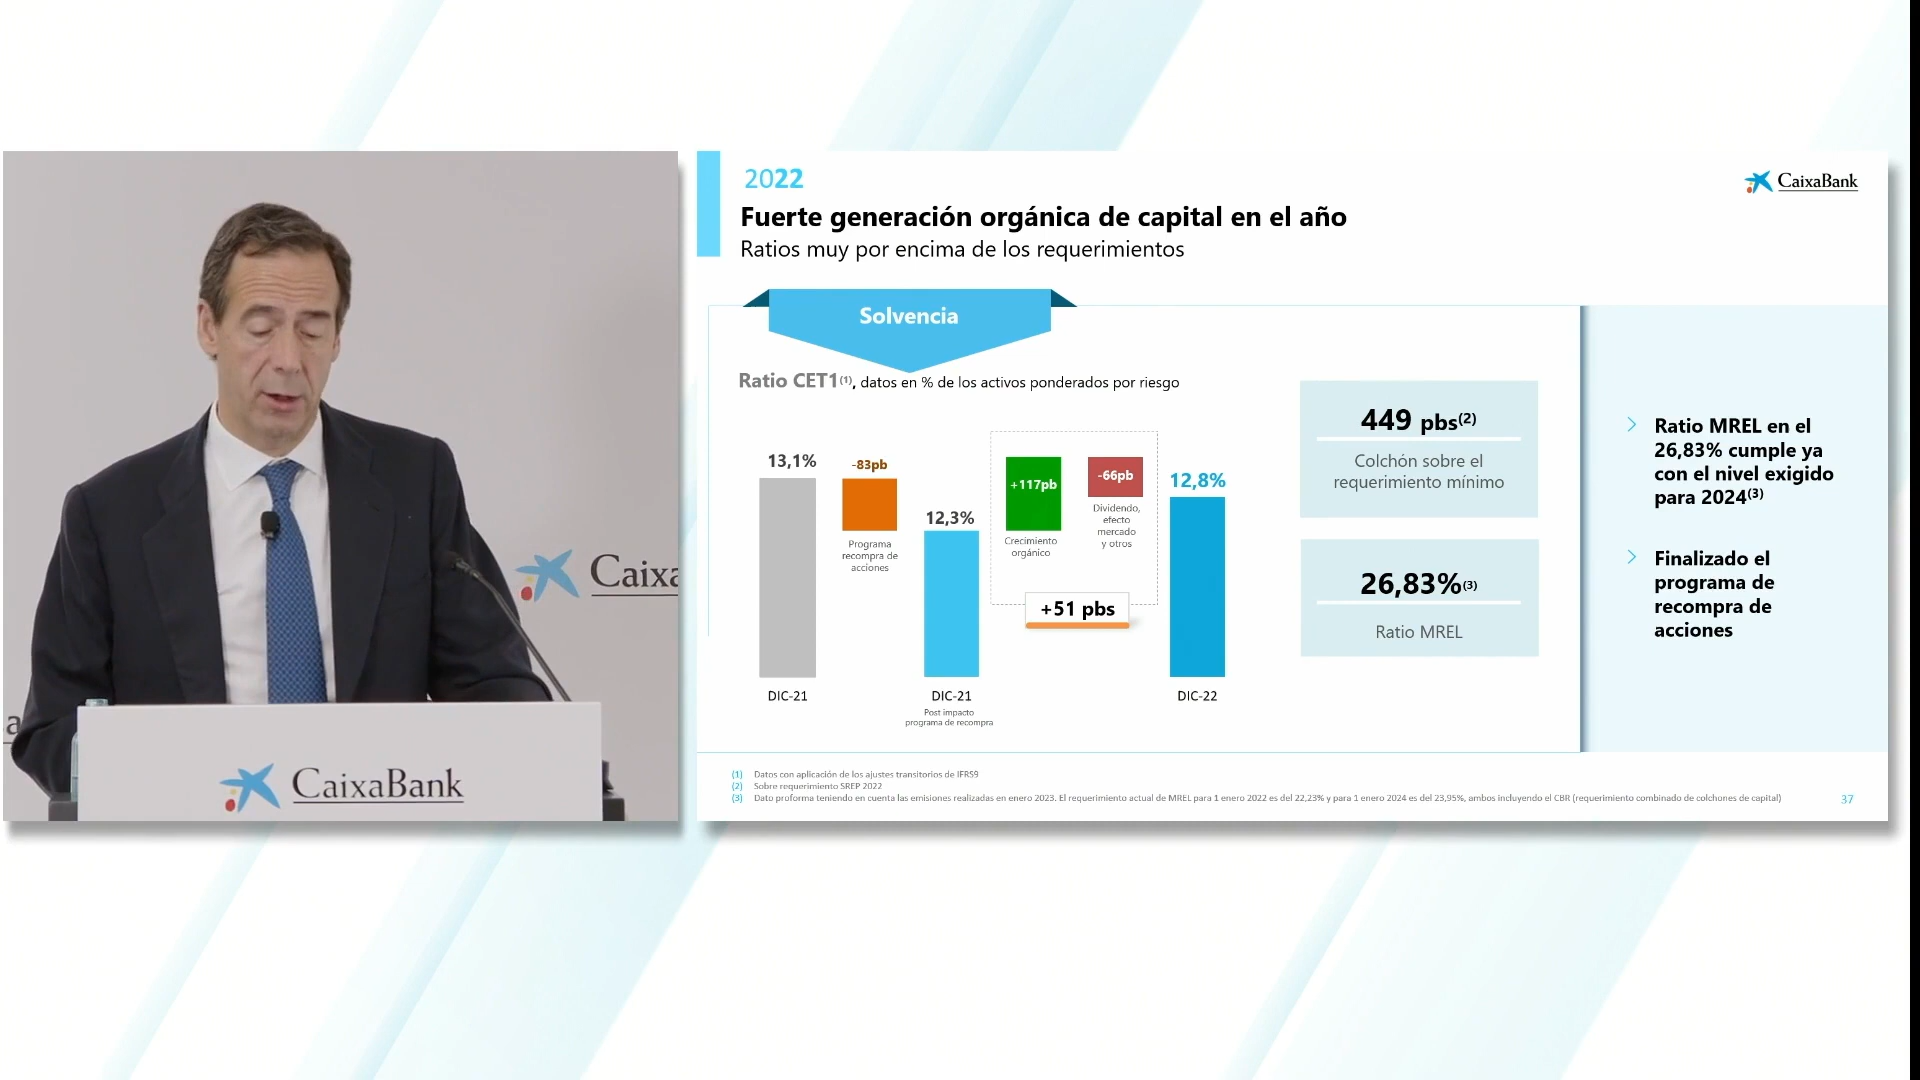 Caixa
a
CaixaBank
2022
CaixaBank
Fuerte generación orgánica de capital en el año
Ratios muy por encima de los requerimientos
Solvencia
Ratio CET1(1), datos en % de los activos ponderados por riesgo
13,1%
-83pb
Programa
recompra de
acciones
12,3%
+117pb
Crecimiento
orgánico
-66pb
Dividendo,
efecto
mercado
y otros
+51 pbs
12,8%
DIC-21
DIC-21
Post impacto
programa de recompra
DIC-22
449 pbs(2)
Colchón sobre el
requerimiento mínimo
26,83%(3)
Ratio MREL
Ratio MREL en el
26,83% cumple ya
con el nivel exigido
para 2024(3)
Finalizado el
programa de
recompra de
acciones
(1) Datos con aplicación de los ajustes transitorios de IFRS9
(2) Sobre requerimiento SREP 2022
(3) Dato proforma teniendo en cuenta las emisiones realizadas en enero 2023. El requerimiento actual de MREL para 1 enero 2022 es del 22,23% y para 1 enero 2024 es del 23,95%, ambos incluyendo el CBR (requerimiento combinado de colchones de capital)
37